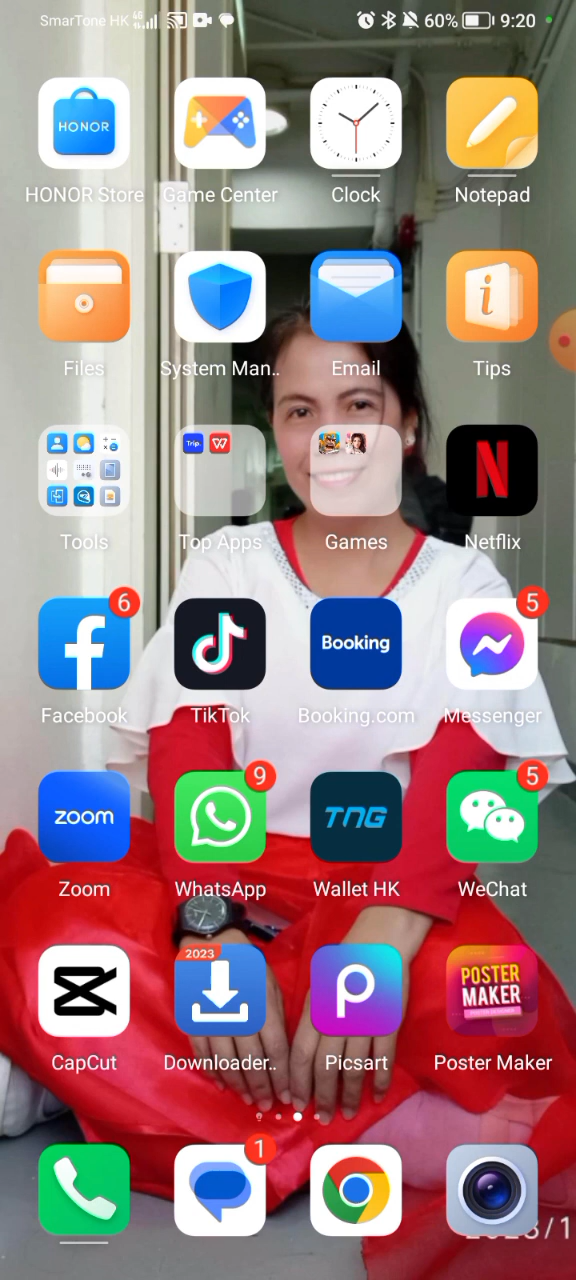 SmarTone HK 4G 60% 9:20
HONOR
HONOR Store Game Center Clock Notepad
i
Files System Man.. Email Tips
Trip.
Tools Top Apps Games Netflix
N
6 5
Booking
Facebook TikTok Booking.com Messenger
9 5
zoom TNG
Zoom WhatsApp Wallet HK WeChat
2023
POSTER
MAKER
CapCut Downloader.. Picsart Poster Maker
1